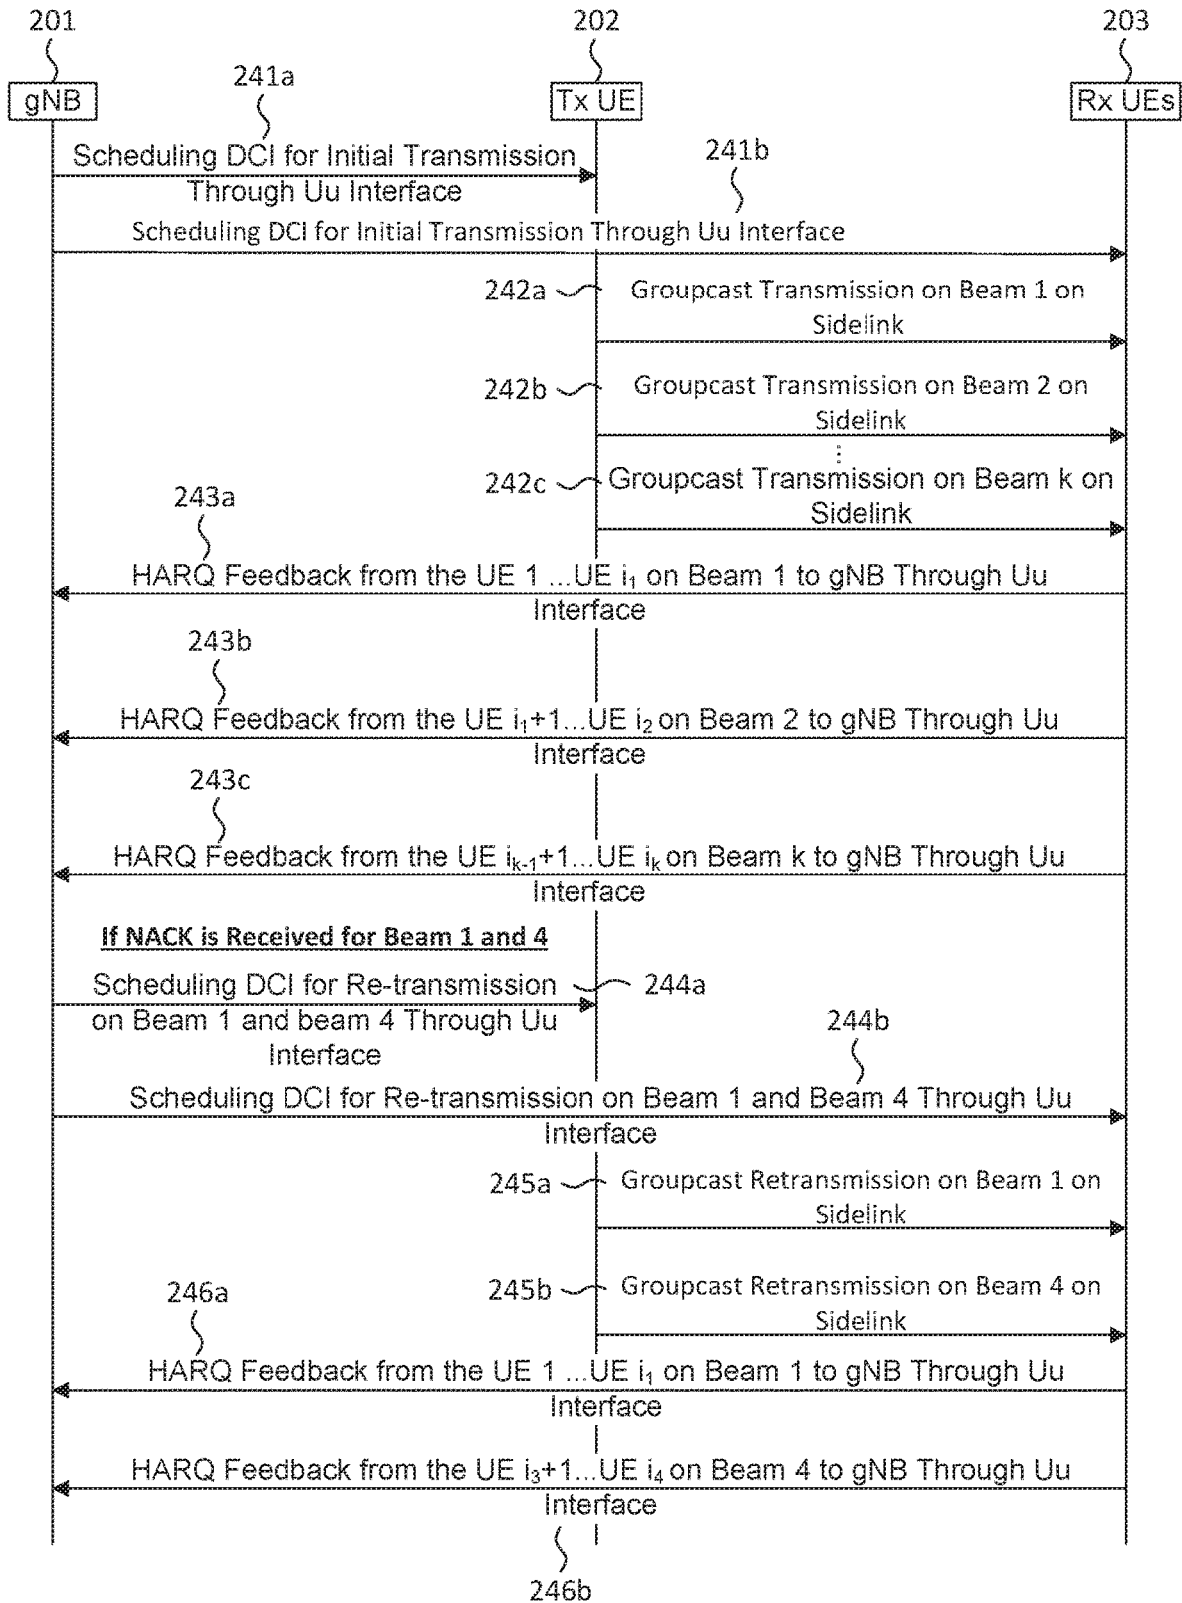 201 202 203
gNB Tx UE Rx UEs
241a
Scheduling DCI for Initial Transmission
Through Uu Interface
241b
Scheduling DCI for Initial Transmission Through Uu Interface
242a Groupcast Transmission on Beam 1 on
Sidelink
242b Groupcast Transmission on Beam 2 on
Sidelink
⋮
242c Groupcast Transmission on Beam k on
Sidelink
243a
HARQ Feedback from the UE 1 ...UE i₁ on Beam 1 to gNB Through Uu
Interface
243b
HARQ Feedback from the UE i₁+1...UE i₂ on Beam 2 to gNB Through Uu
Interface
243c
HARQ Feedback from the UE iₖ₋₁+1...UE iₖ on Beam k to gNB Through Uu
Interface
If NACK is Received for Beam 1 and 4
Scheduling DCI for Re-transmission 244a
on Beam 1 and beam 4 Through Uu
Interface
244b
Scheduling DCI for Re-transmission on Beam 1 and Beam 4 Through Uu
Interface
245a Groupcast Retransmission on Beam 1 on
Sidelink
245b Groupcast Retransmission on Beam 4 on
Sidelink
246a
HARQ Feedback from the UE 1 ...UE i₁ on Beam 1 to gNB Through Uu
Interface
HARQ Feedback from the UE i₃+1...UE i₄ on Beam 4 to gNB Through Uu
Interface
246b